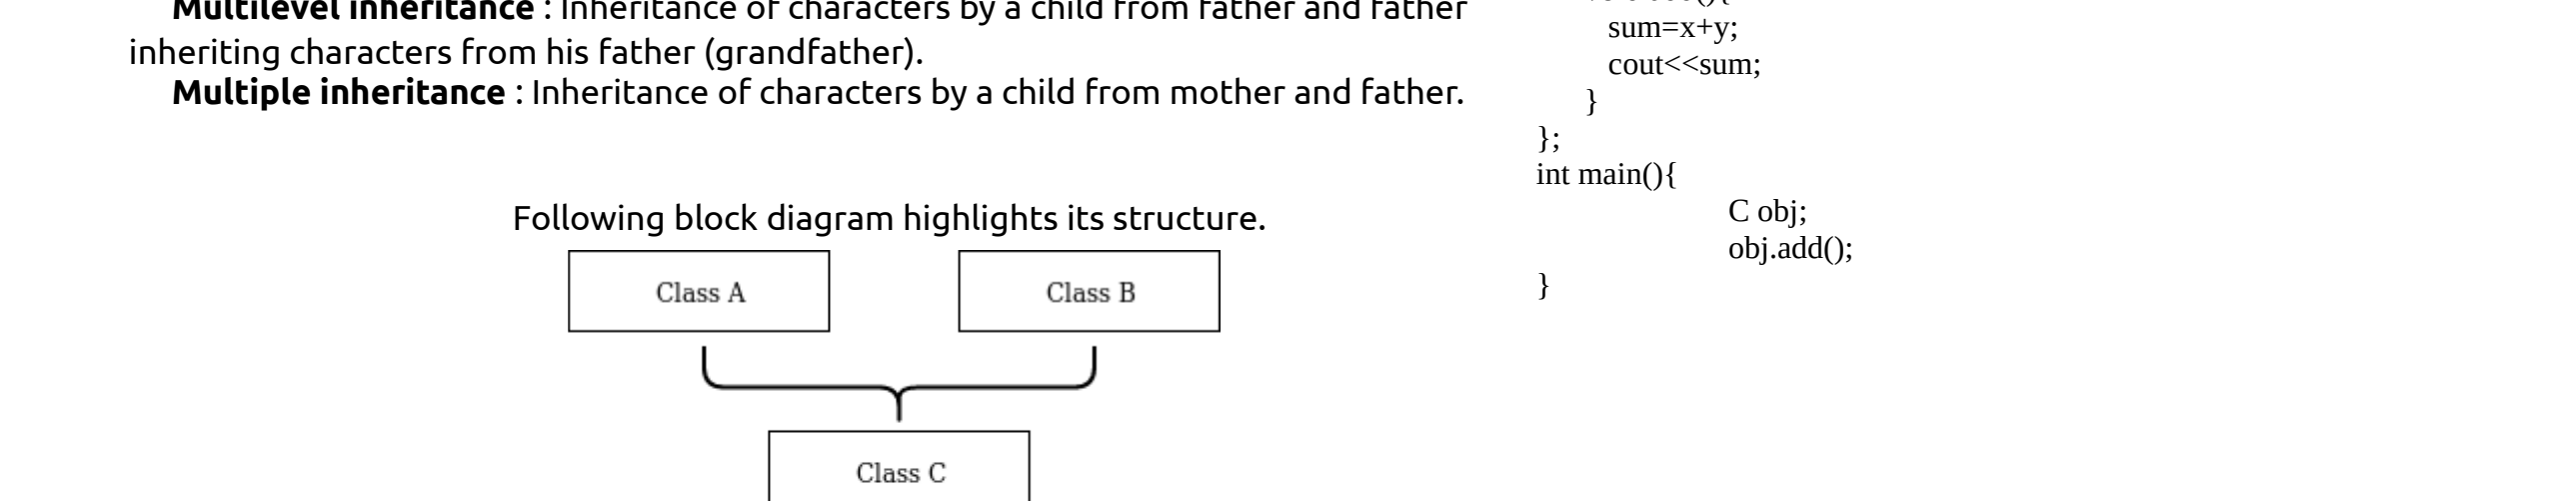 Multilevel inheritance : Inheritance of characters by a child from father and father
inheriting characters from his father (grandfather).
Multiple inheritance : Inheritance of characters by a child from mother and father.
Following block diagram highlights its structure.
Class A
Class B
Class C
sum=x+y;
cout<<sum;
}
};
int main(){
C obj;
obj.add();
}